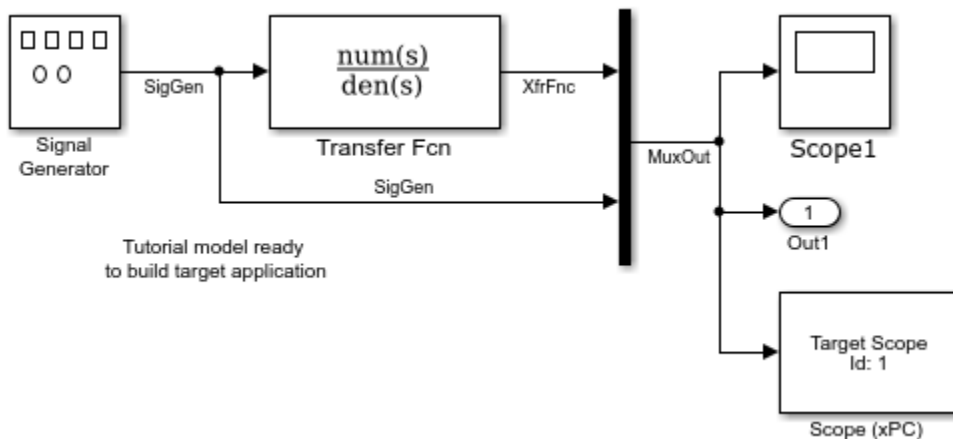 num(s)
den(s)
SigGen
XfrFnc
Signal
Generator
Transfer Fcn
MuxOut
Scope1
SigGen
1
Out1
Tutorial model ready
to build target application
Target Scope
Id: 1
Scope (xPC)